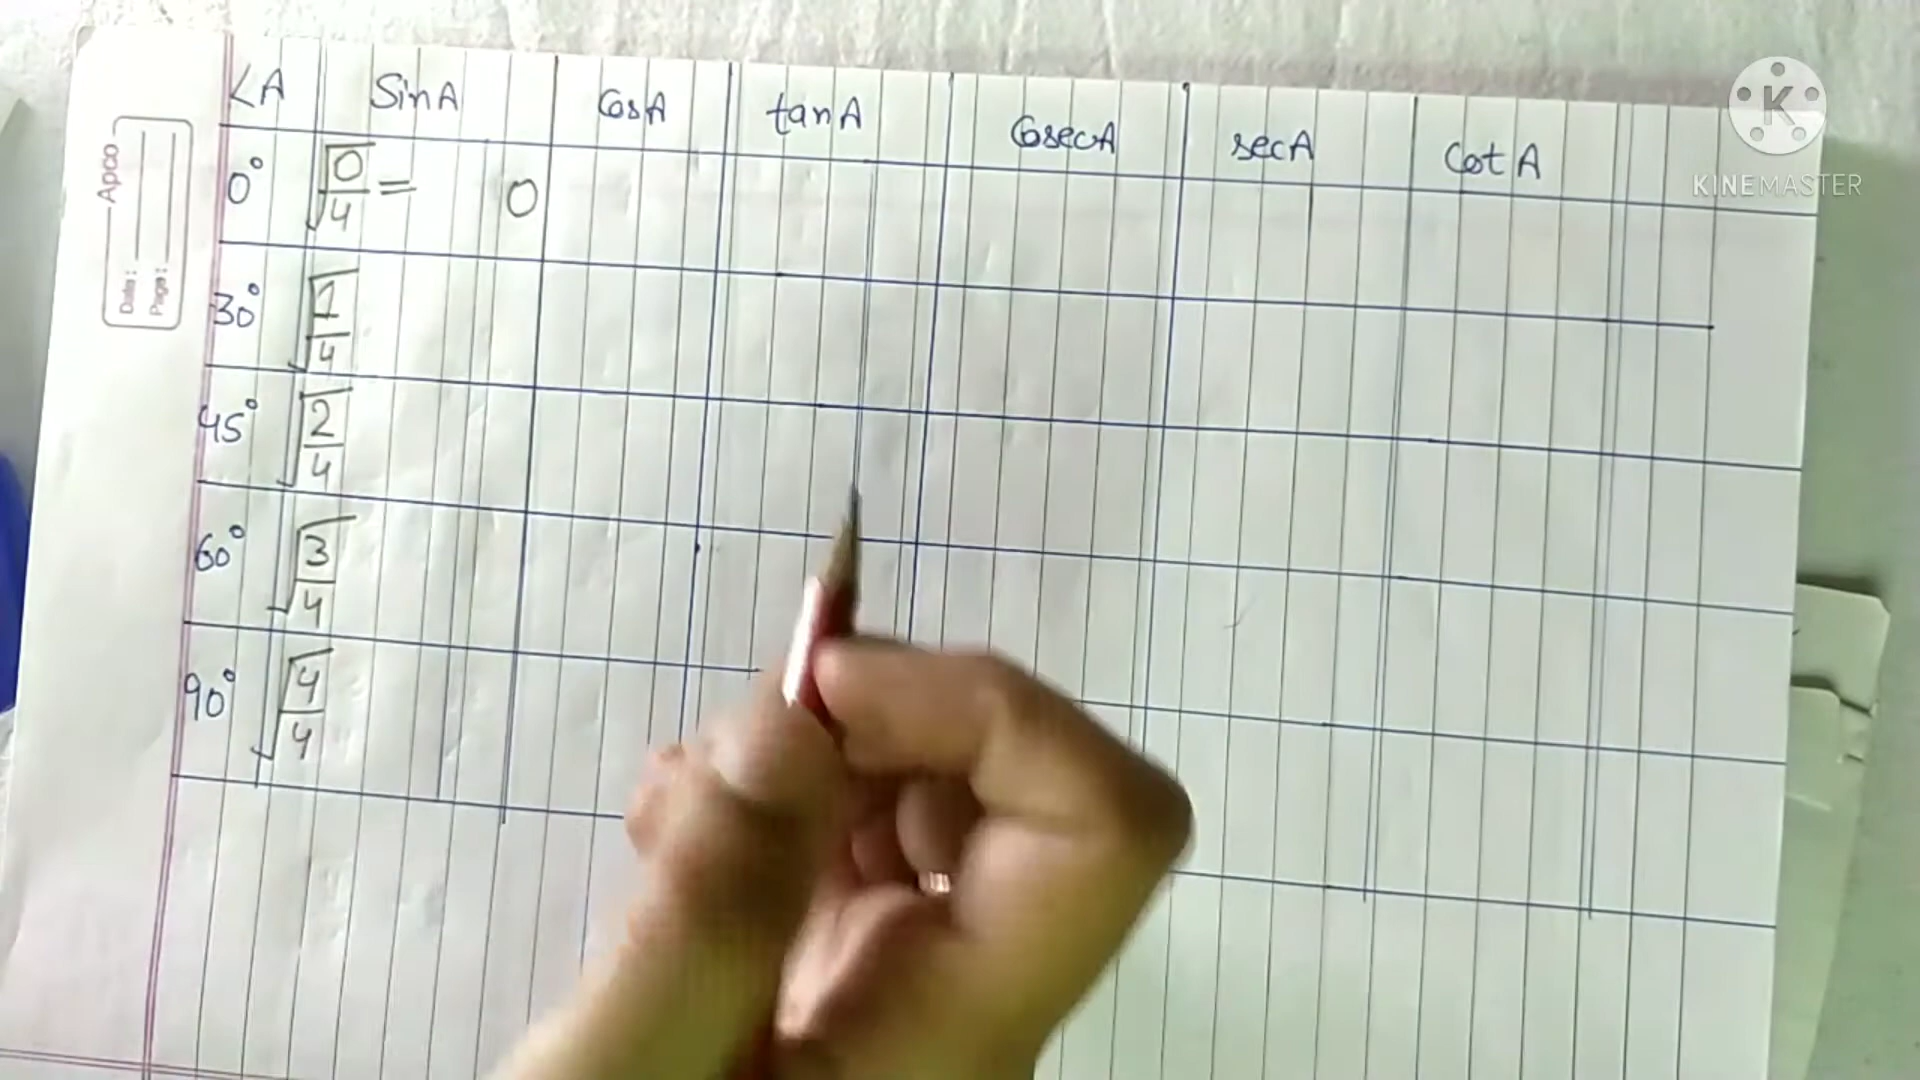 <A SinA CosA tanA CosecA secA Cot A
0° √0/4 = 0
30° √1/4
45° √2/4
60° √3/4
90° √4/4
Apco
Date:
Page:
K
KINEMASTER